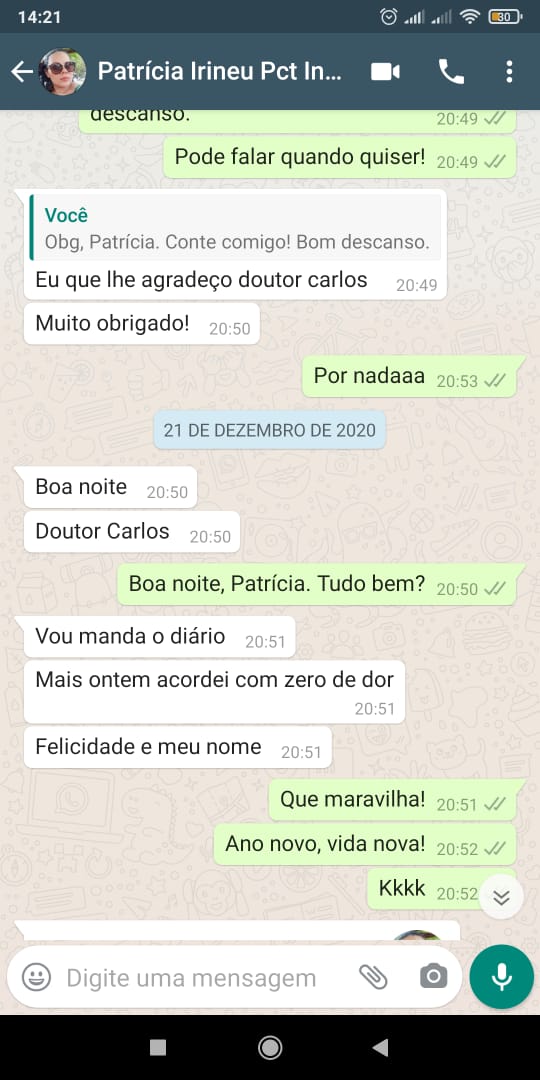 14:21
30
Patrícia Irineu Pct In...
descanso.
20:49
Pode falar quando quiser! 20:49
Você
Obg, Patrícia. Conte comigo! Bom descanso.
Eu que lhe agradeço doutor carlos 20:49
Muito obrigado! 20:50
Por nadaaa 20:53
21 DE DEZEMBRO DE 2020
Boa noite 20:50
Doutor Carlos 20:50
Boa noite, Patrícia. Tudo bem? 20:50
Vou manda o diário 20:51
Mais ontem acordei com zero de dor
20:51
Felicidade e meu nome 20:51
Que maravilha! 20:51
Ano novo, vida nova! 20:52
Kkkk 20:52
Digite uma mensagem